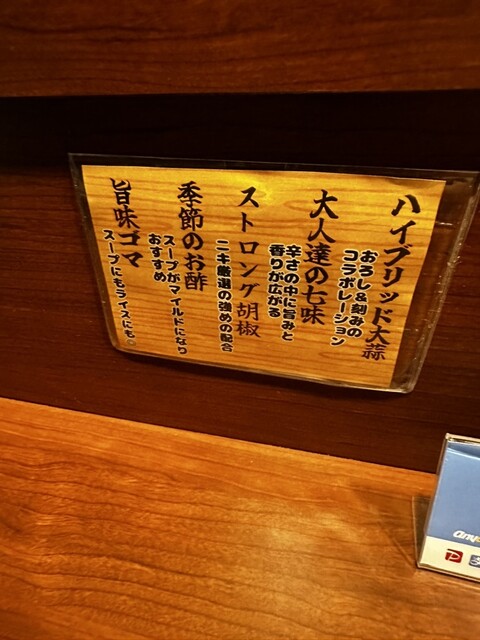 ハイブリッド大蒜
おろし&刻みの
コラボレーション
大人達の七味
辛さの中に旨みと
香りが広がる
ストロング胡椒
ニキ厳選の強めの配合
季節のお酢
スープがマイルドになり
おすすめ
旨味ゴマ
スープにもライスにも。